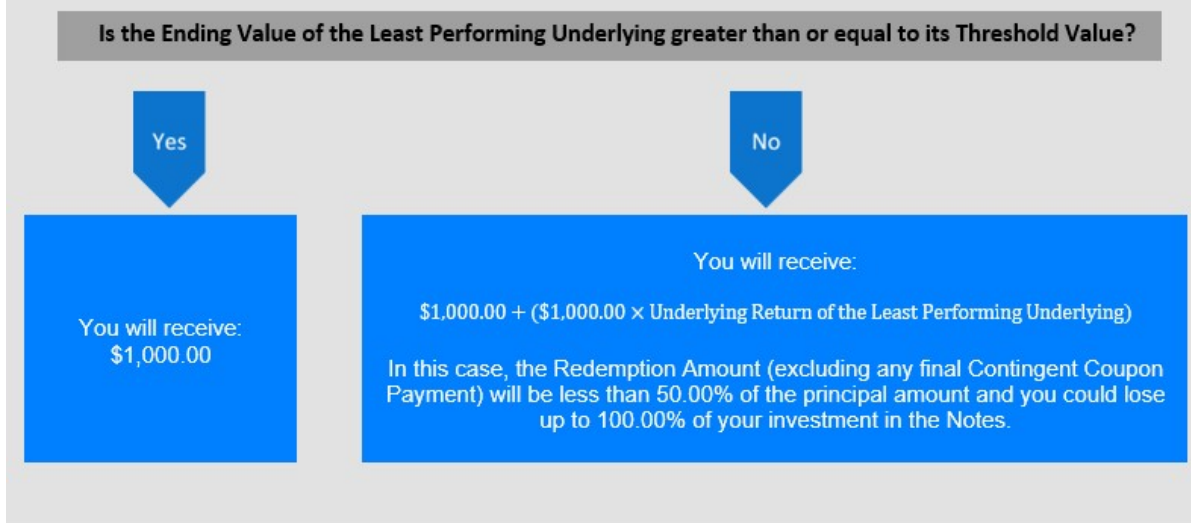 Is the Ending Value of the Least Performing Underlying greater than or equal to its Threshold Value?
Yes
No
You will receive:
$1,000.00
You will receive:
$1,000.00 + ($1,000.00 × Underlying Return of the Least Performing Underlying)
In this case, the Redemption Amount (excluding any final Contingent Coupon
Payment) will be less than 50.00% of the principal amount and you could lose
up to 100.00% of your investment in the Notes.